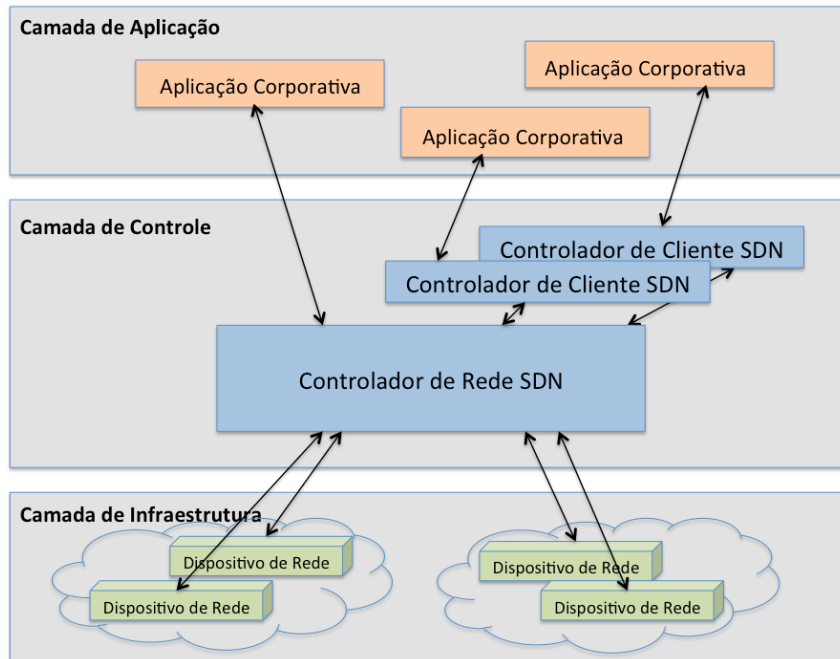 Camada de Aplicação
Aplicação Corporativa
Aplicação Corporativa
Aplicação Corporativa
Camada de Controle
Controlador de Cliente SDN
Controlador de Cliente SDN
Controlador de Rede SDN
Camada de Infraestrutura
Dispositivo de Rede
Dispositivo de Rede
Dispositivo de Rede
Dispositivo de Rede